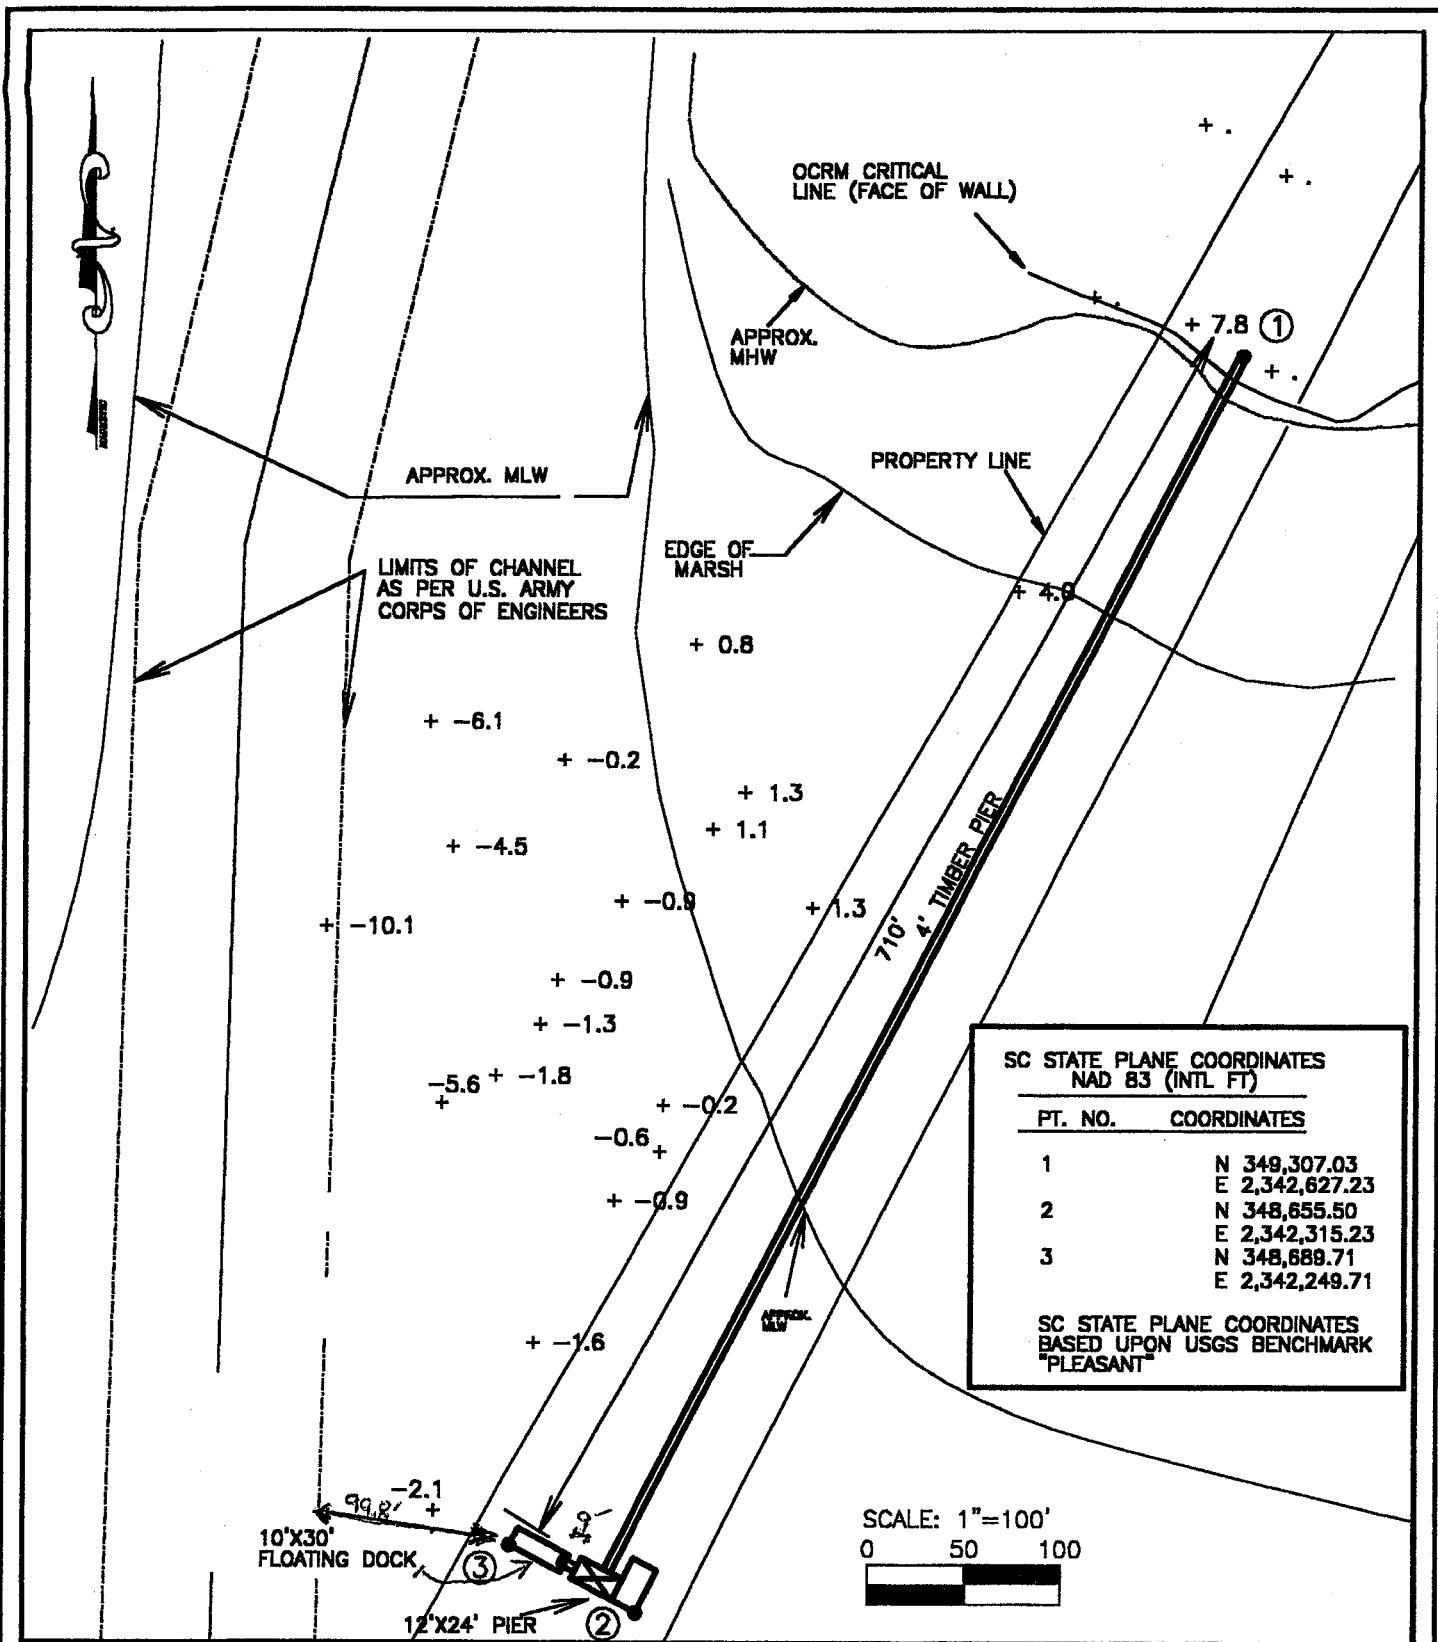 OCRM CRITICAL
LINE (FACE OF WALL)
+ 7.8 ①
APPROX.
MHW
PROPERTY LINE
APPROX. MLW
EDGE OF
MARSH
LIMITS OF CHANNEL
AS PER U.S. ARMY
CORPS OF ENGINEERS
+ 0.8
+ -6.1
+ -0.2
+ 1.3
+ 1.1
+ -4.5
+ -0.9
+ 1.3
+ -10.1
710'
4' TIMBER PIER
+ -0.9
+ -1.3
-5.6
+ -1.8
+ -0.2
-0.6
+ -0.9
APPROX.
MLW
+ -1.6
SC STATE PLANE COORDINATES
NAD 83 (INTL FT)
PT. NO. COORDINATES
1 N 349,307.03
E 2,342,627.23
2 N 348,655.50
E 2,342,315.23
3 N 348,689.71
E 2,342,249.71
SC STATE PLANE COORDINATES
BASED UPON USGS BENCHMARK
"PLEASANT"
-2.1
99.8'
10'X30'
FLOATING DOCK
③
12'X24' PIER
②
SCALE: 1"=100'
0 50 100